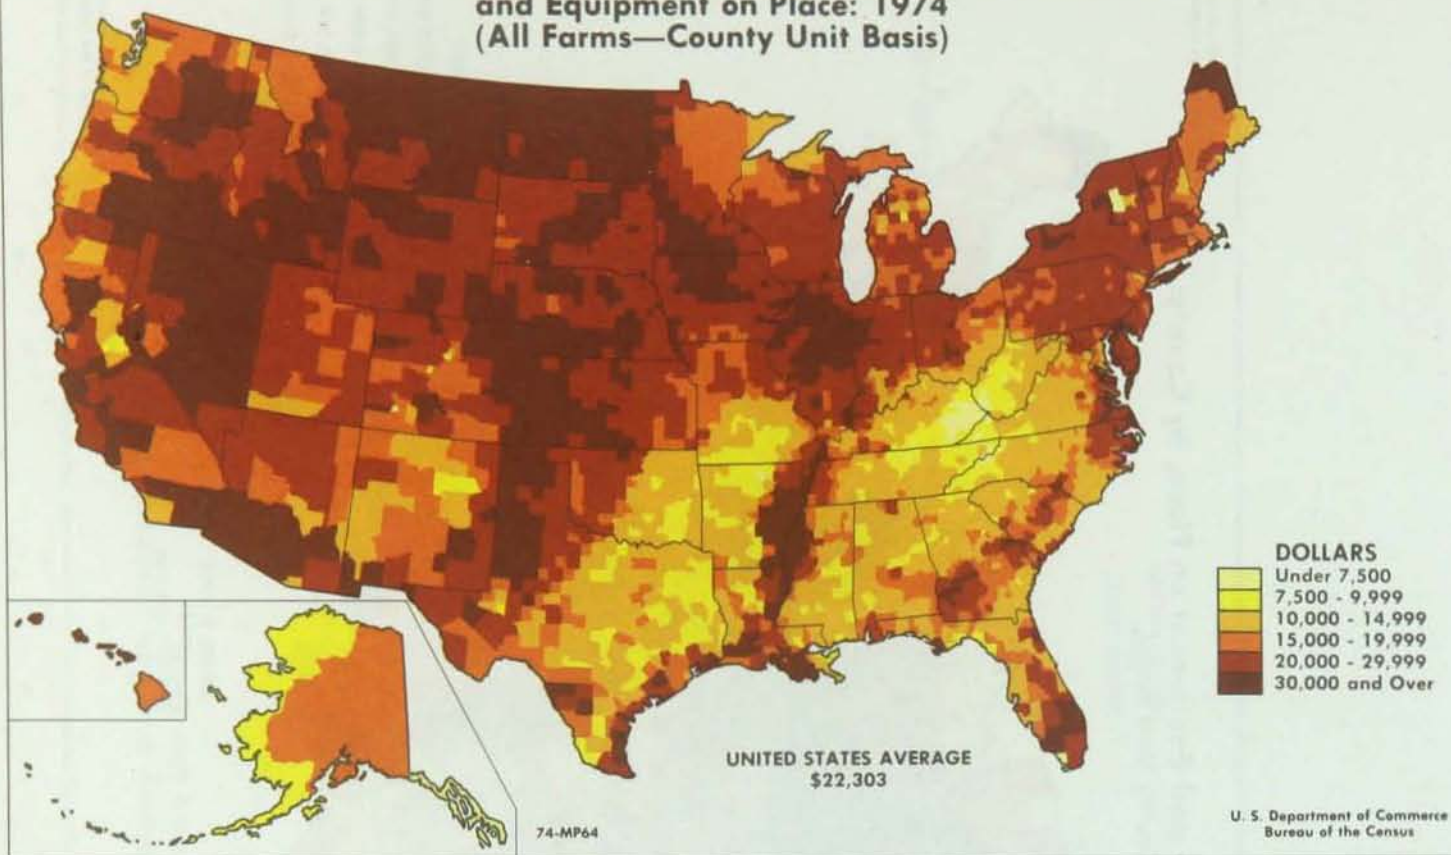 and Equipment on Place: 1974
(All Farms—County Unit Basis)
DOLLARS
Under 7,500
7,500 - 9,999
10,000 - 14,999
15,000 - 19,999
20,000 - 29,999
30,000 and Over
UNITED STATES AVERAGE
$22,303
74-MP64
U. S. Department of Commerce
Bureau of the Census